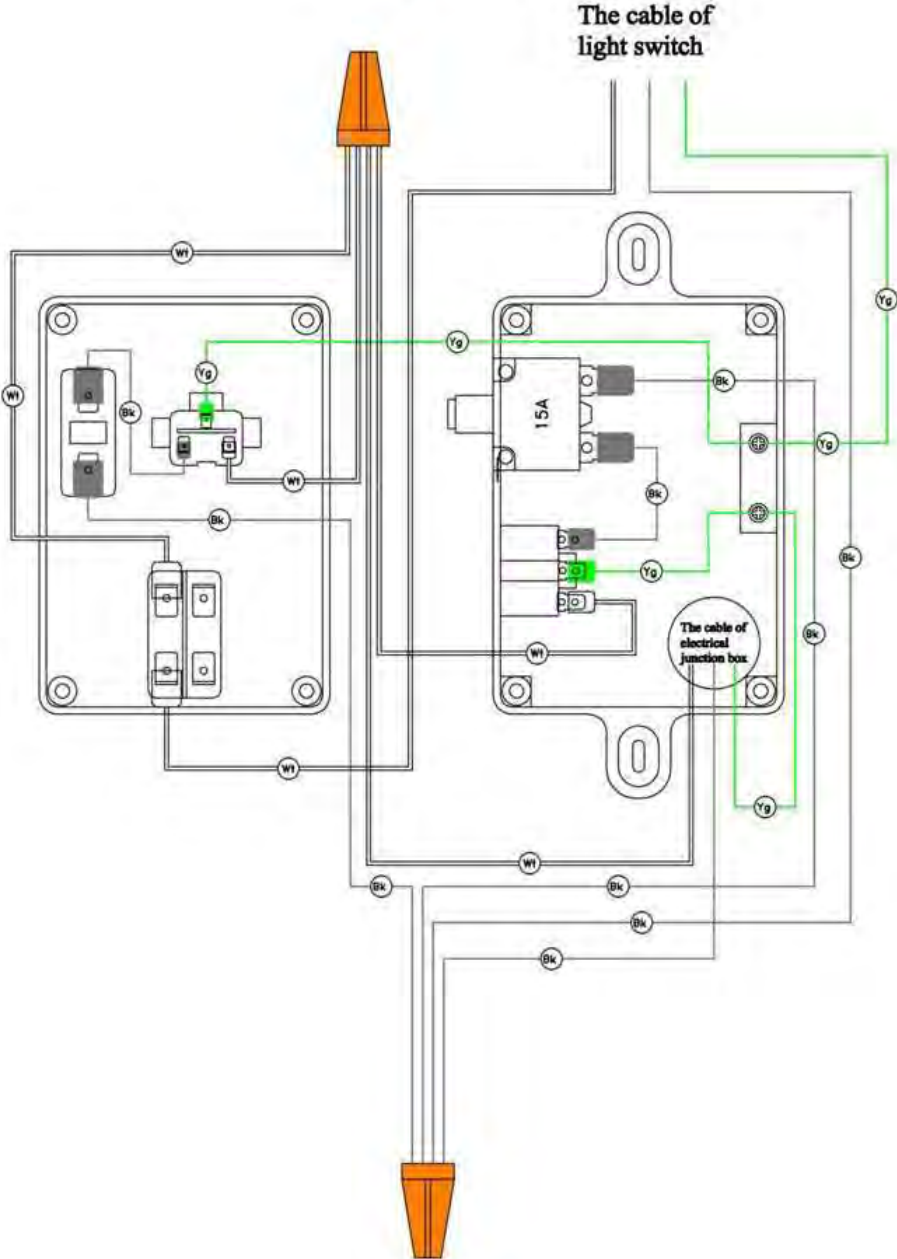 The cable of
light switch
Wt
Yg
Yg
Yg
Wt
Bk
Bk
15A
Yg
Wt
Bk
Bk
Bk
Yg
Bk
The cable of
electrical
junction box
Wt
Wt
Yg
Wt
Bk
Bk
Bk
Bk